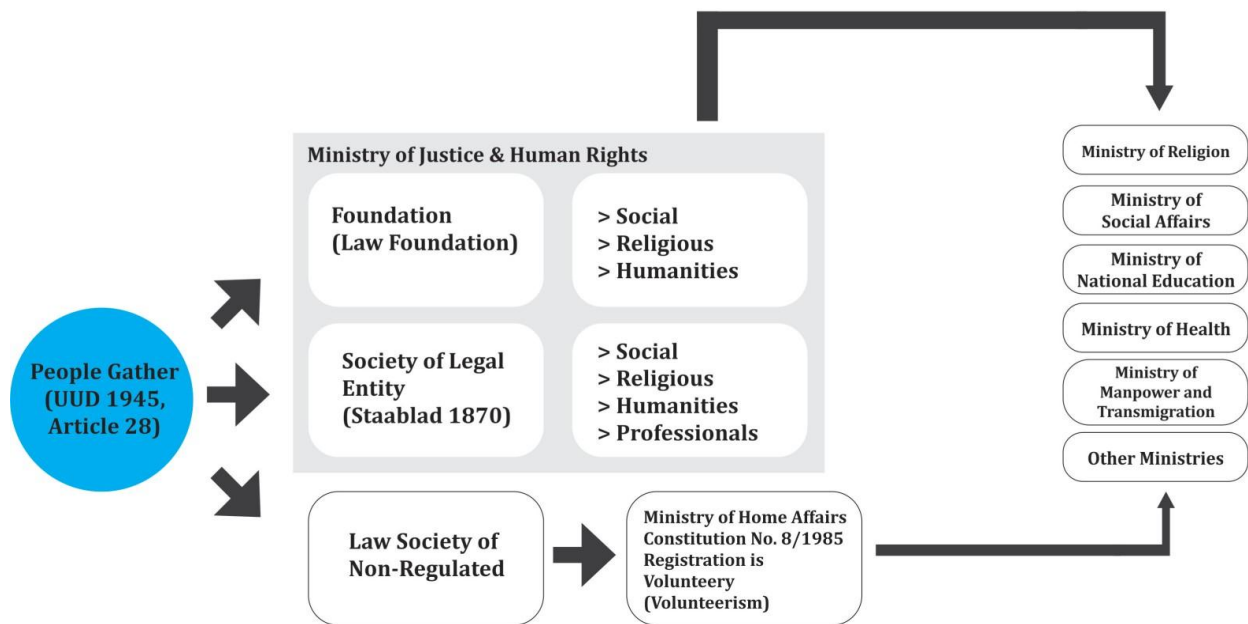 People Gather
(UUD 1945,
Article 28)
Ministry of Justice & Human Rights
Foundation
(Law Foundation)
> Social
> Religious
> Humanities
Society of Legal
Entity
(Staablad 1870)
> Social
> Religious
> Humanities
> Professionals
Law Society of
Non-Regulated
Ministry of Home Affairs
Constitution No. 8/1985
Registration is
Volunteery
(Volunteerism)
Ministry of Religion
Ministry of
Social Affairs
Ministry of
National Education
Ministry of Health
Ministry of
Manpower and
Transmigration
Other Ministries